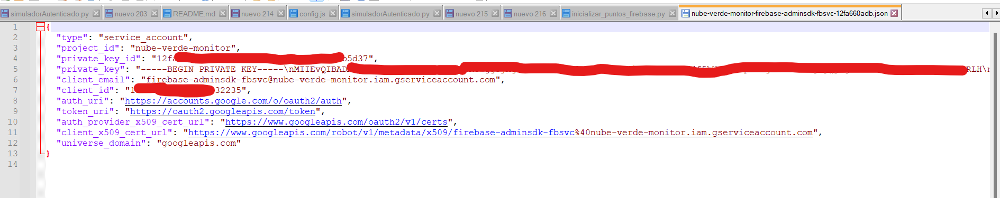 simuladorAutenticado.py nuevo 203 README.md nuevo 214 config.js simuladorAutenticado.py nuevo 215 nuevo 216 inicializar_puntos_firebase.py nube-verde-monitor-firebase-adminsdk-fbsvc-12fa660adb.json
1 {
2 "type": "service_account",
3 "project_id": "nube-verde-monitor",
4 "private_key_id": "12fa b5d37",
5 "private_key": "-----BEGIN PRIVATE KEY-----\nMIIEvQIBAD RLH\n
6 "client_email": "firebase-adminsdk-fbsvc@nube-verde-monitor.iam.gserviceaccount.com",
7 "client_id": "1 32235",
8 "auth_uri": "https://accounts.google.com/o/oauth2/auth",
9 "token_uri": "https://oauth2.googleapis.com/token",
10 "auth_provider_x509_cert_url": "https://www.googleapis.com/oauth2/v1/certs",
11 "client_x509_cert_url": "https://www.googleapis.com/robot/v1/metadata/x509/firebase-adminsdk-fbsvc%40nube-verde-monitor.iam.gserviceaccount.com",
12 "universe_domain": "googleapis.com"
13 }
14